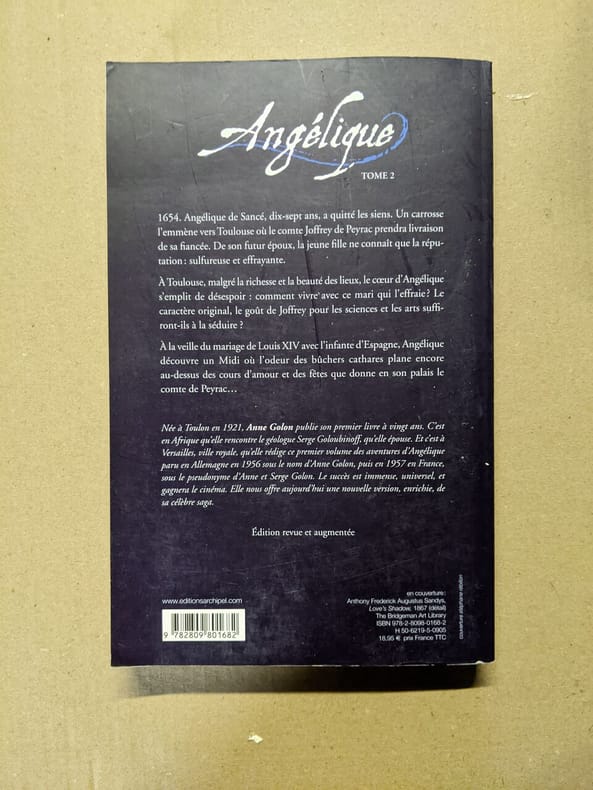 Angélique
TOME 2
1654. Angélique de Sancé, dix-sept ans, a quitté les siens. Un carrosse
l'emmène vers Toulouse où le comte Joffrey de Peyrac prendra livraison
de sa fiancée. De son futur époux, la jeune fille ne connaît que la répu-
tation : sulfureuse et effrayante.
À Toulouse, malgré la richesse et la beauté des lieux, le cœur d'Angélique
s'emplit de désespoir : comment vivre avec ce mari qui l'effraie ? Le
caractère original, le goût de Joffrey pour les sciences et les arts suffi-
ront-ils à la séduire ?
À la veille du mariage de Louis XIV avec l'infante d'Espagne, Angélique
découvre un Midi où l'odeur des bûchers cathares plane encore
au-dessus des cours d'amour et des fêtes que donne en son palais le
comte de Peyrac…
Née à Toulon en 1921, Anne Golon publie son premier livre à vingt ans. C'est
en Afrique qu'elle rencontre le géologue Serge Goloubinoff, qu'elle épouse. Et c'est à
Versailles, ville royale, qu'elle rédige ce premier volume des aventures d'Angélique
paru en Allemagne en 1956 sous le nom d'Anne Golon, puis en 1957 en France,
sous le pseudonyme d'Anne et Serge Golon. Le succès est immense, universel, et
gagnera le cinéma. Elle nous offre aujourd'hui une nouvelle version, enrichie, de
sa célèbre saga.
Édition revue et augmentée
www.editionsarchipel.com
9 782809 801682
en couverture :
Anthony Frederick Augustus Sandys,
Love's Shadow, 1867 (détail)
The Bridgeman Art Library
ISBN 978-2-8098-0168-2
H 50-6219-5-0905
18,95 € prix France TTC